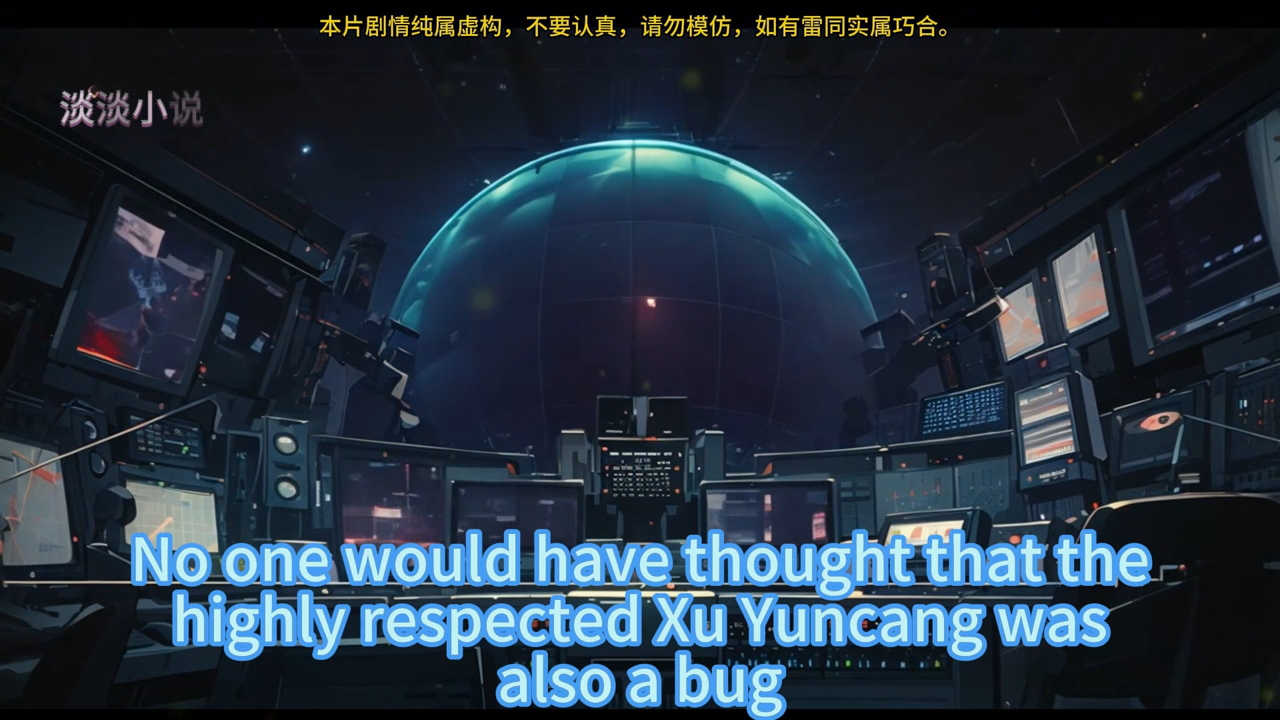 本片剧情纯属虚构，不要认真，请勿模仿，如有雷同实属巧合。
淡淡小说
No one would have thought that the
highly respected Xu Yuncang was
also a bug